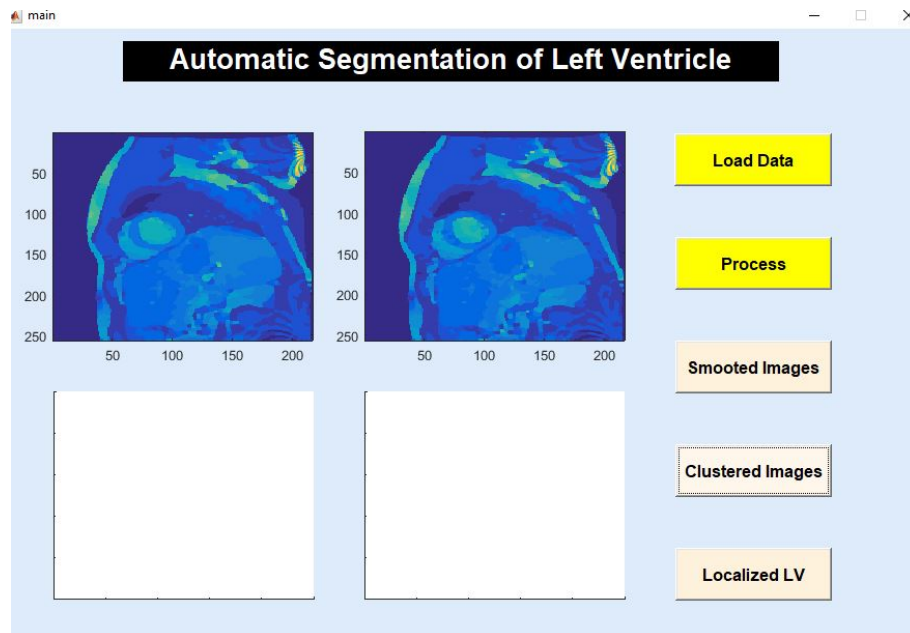 main
Automatic Segmentation of Left Ventricle
50
100
150
200
250
50 100 150 200
50
100
150
200
250
50 100 150 200
Load Data
Process
Smooted Images
Clustered Images
Localized LV